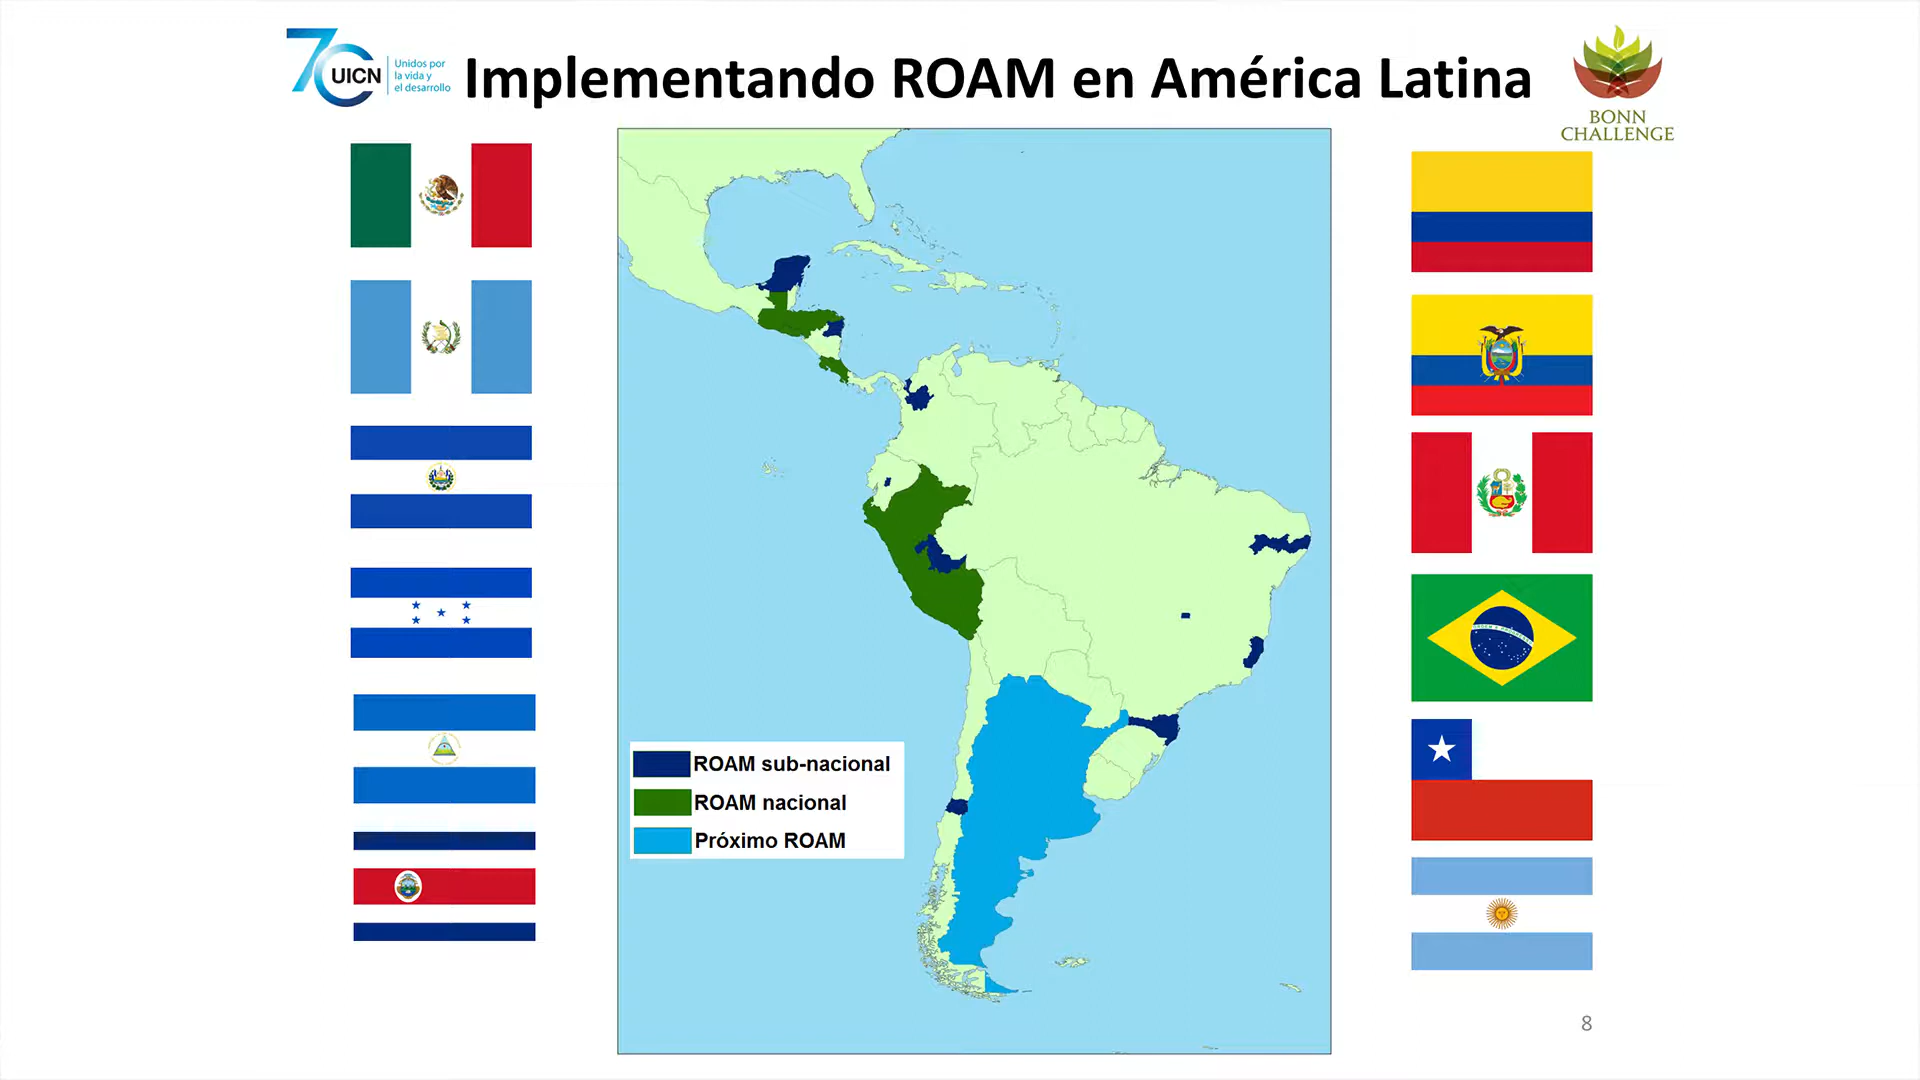 7
UICN
Unidos por
la vida y
el desarrollo
Implementando ROAM en América Latina
BONN
CHALLENGE
ROAM sub-nacional
ROAM nacional
Próximo ROAM
8